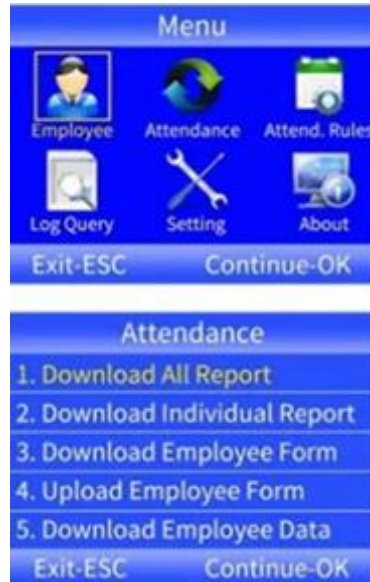 Menu
Employee Attendance Attend. Rules
Log Query Setting About
Exit-ESC Continue-OK
Attendance
1. Download All Report
2. Download Individual Report
3. Download Employee Form
4. Upload Employee Form
5. Download Employee Data
Exit-ESC Continue-OK